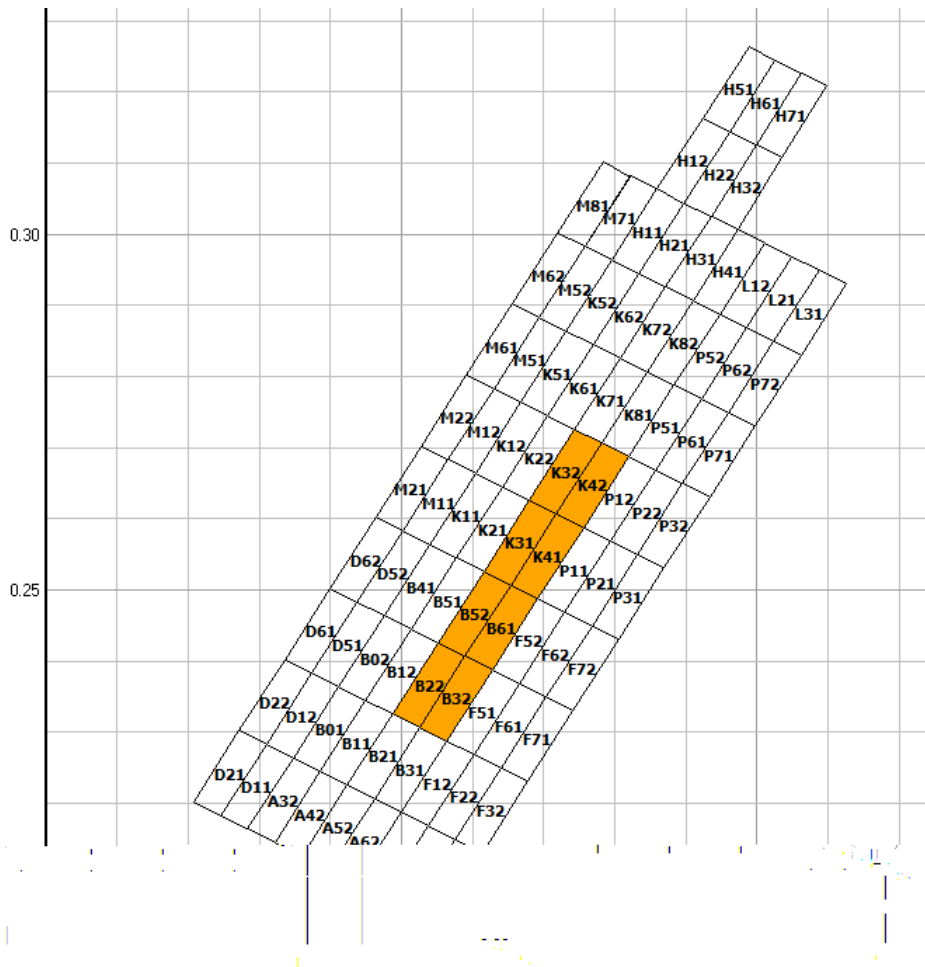 H51 H61 H71
H12 H22 H32
0.30
M81 M71 H11 H21 H31 H41 L12 L21 L31
M62 M52 K52 K62 K72 K82 P52 P62 P72
M61 M51 K51 K61 K71 K81 P51 P61 P71
M22 M12 K12 K22 K32 K42 P12 P22 P32
M21 M11 K11 K21 K31 K41 P11 P21 P31
0.25
D62 D52 B41 B51 B52 B61 F52 F62 F72
D61 D51 B02 B12 B22 B32 F51 F61 F71
D22 D12 B01 B11 B21 B31 F12 F22 F32
D21 D11 A32 A42 A52 A62